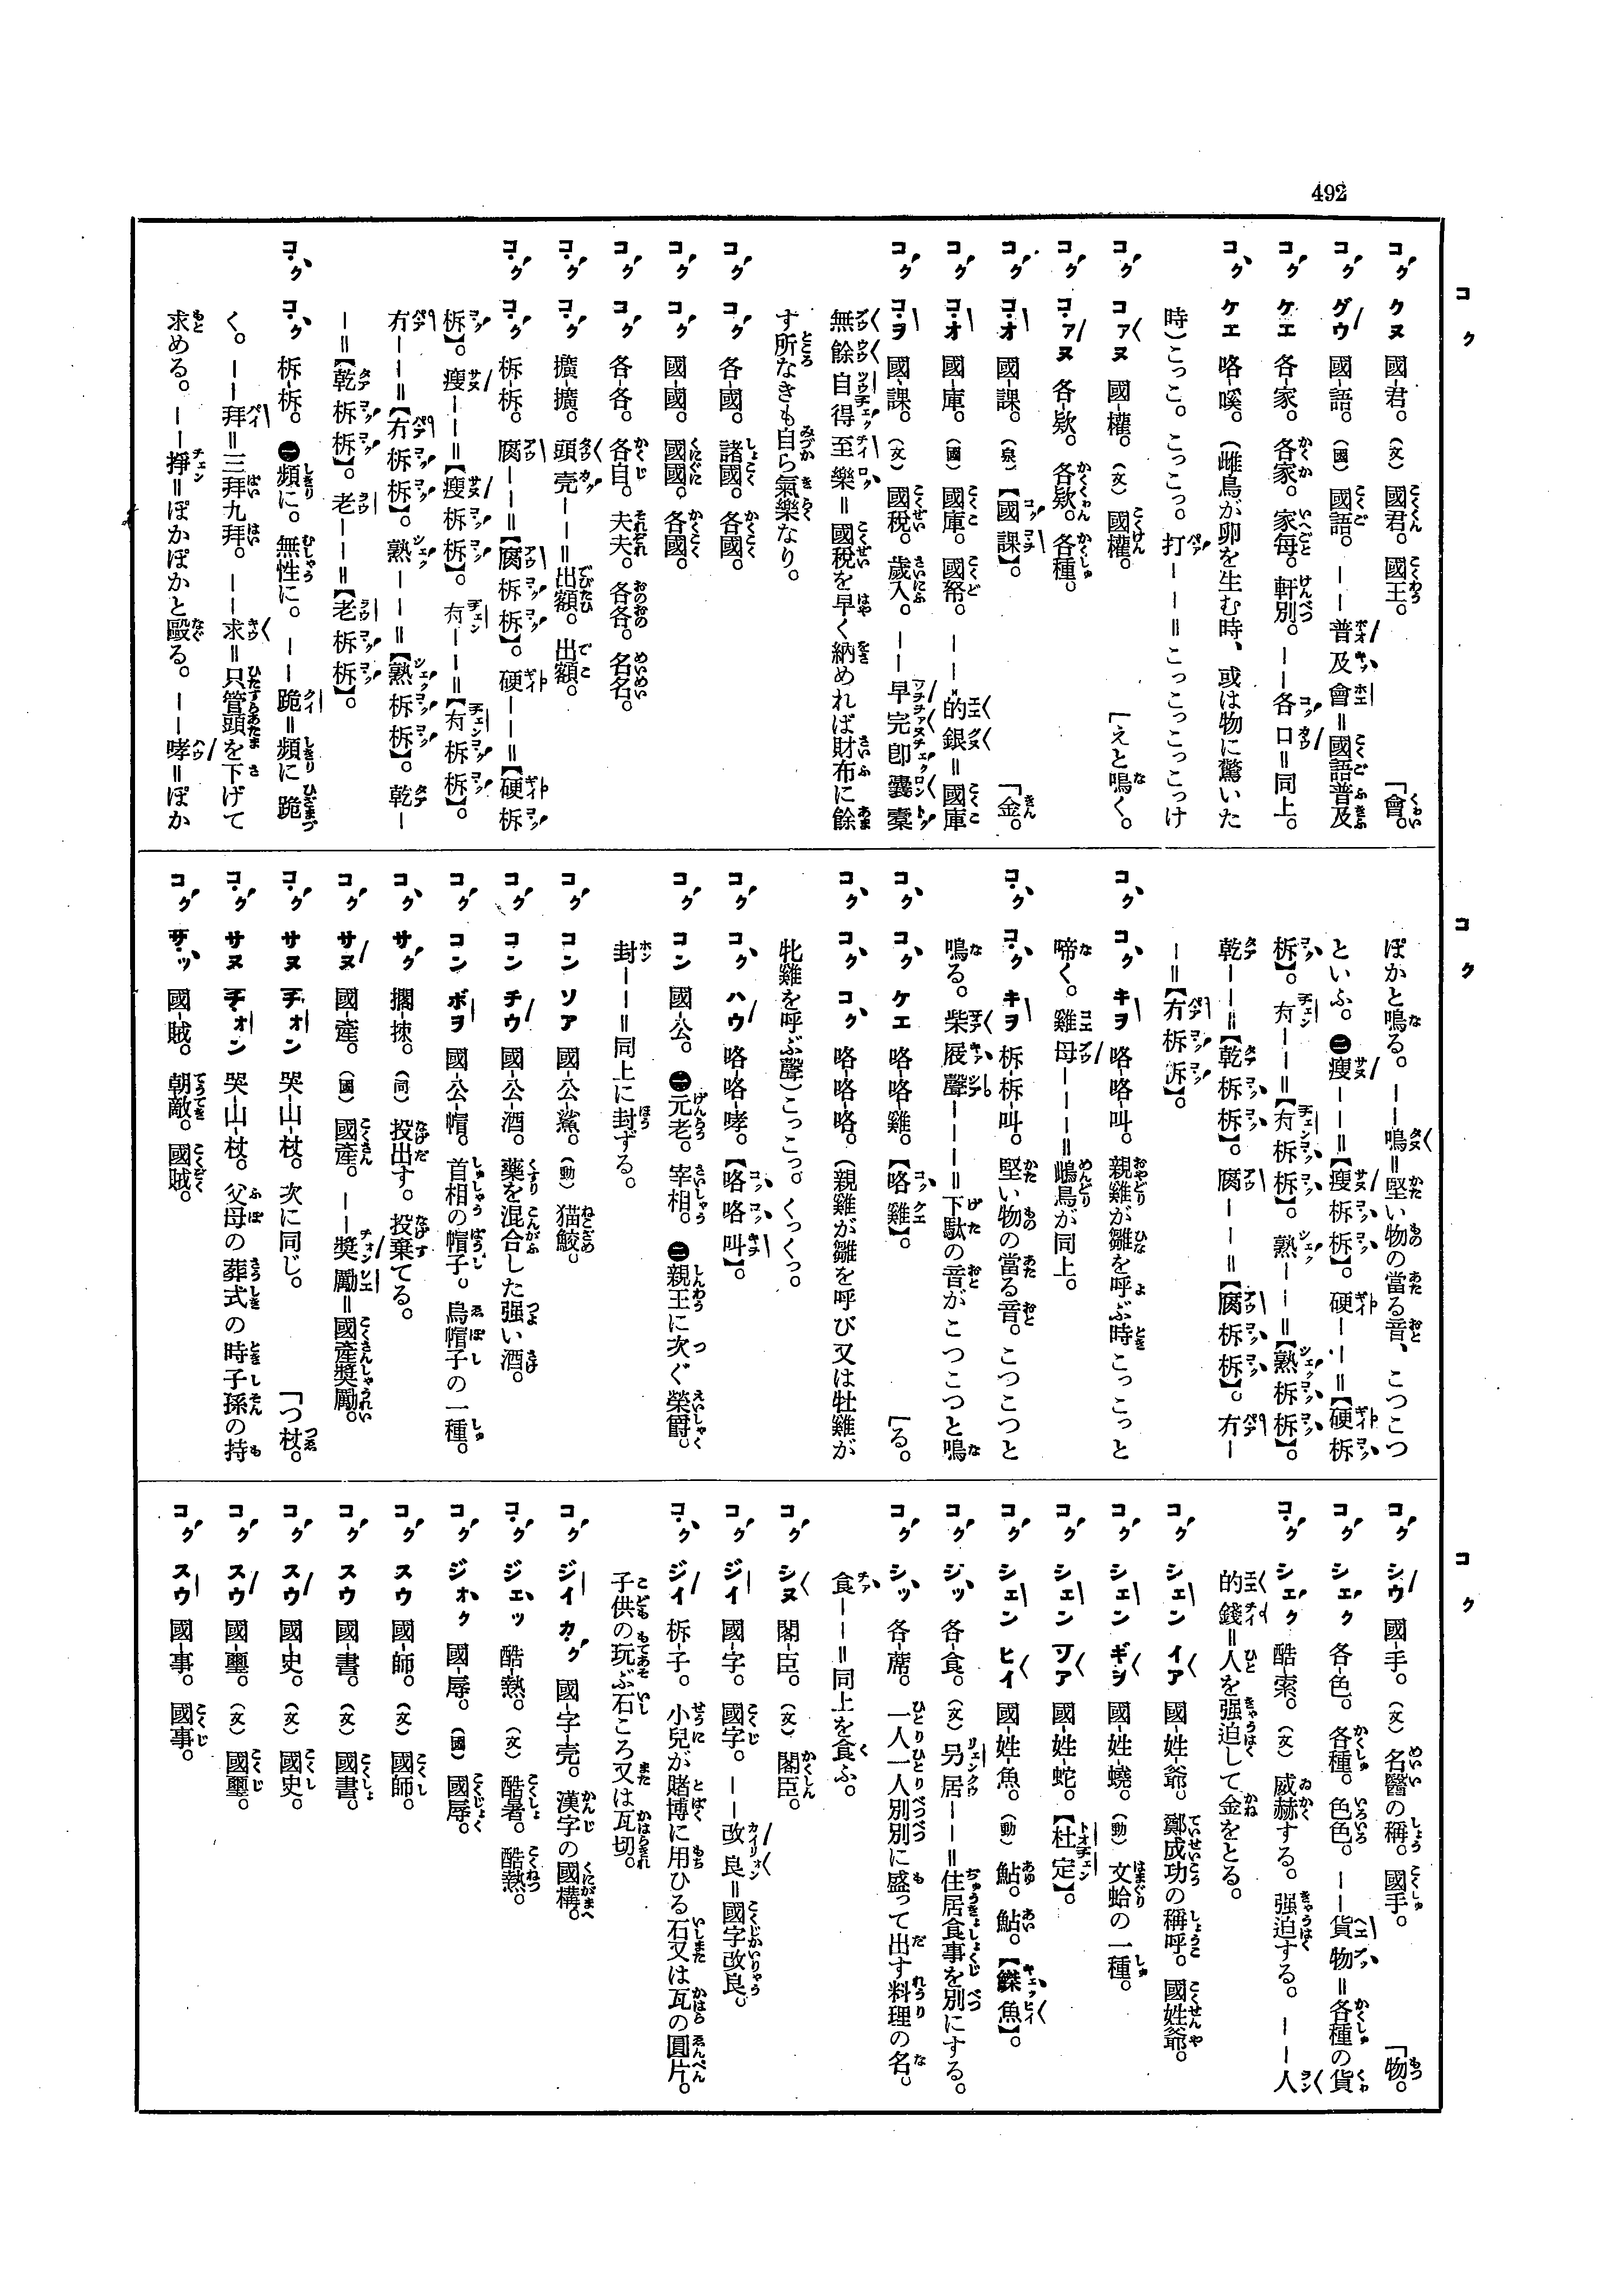 492
コク
コク クヌ 國-君。(文) 國君。國王。 「會。
コク グウ 國-語。(國) 國語。――普及會=國語普及
コク ケエ 各-家。各家。家每。軒別。――各口=同上。
コク ケエ 咯-嘎。(雌鳥が卵を生む時、或は物に驚いた
時)こっこ。こっこっ。打―――=こっこっこっこっけ
コク コァヌ 國-權。(文) 國權。 「えと鳴く。
コク コァヌ 各-欵。各欵。各種。
コク コオ 國-課。(泉)【國課】。 「金。
コク コオ 國-庫。(國) 國庫。國帑。――的銀=國庫
コク コヲ 國-課。(文) 國稅。歲入。――早完卽囊槖
無餘自得至樂=國稅を早く納めれば財布に餘
す所なきも自ら氣樂なり。
コク コク 各-國。諸國。各國。
コク コク 國-國。國國。各國。
コク コク 各-各。各自。夫夫。各各。名名。
コク コク 擴-擴。頭壳――=出額。出額。
コク コク 柝-柝。腐――=【腐柝柝】。硬――=【硬柝
柝】。瘦――=【瘦柝柝】。冇――=【冇柝柝】。
冇――=【冇柝柝】。熟――=【熟柝柝】。乾―
―=【乾柝柝】。老――=【老柝柝】。
コク コク 柝-柝。㊀頻に。無性に。――跪=頻に跪
く。――拜=三拜九拜。――求=只管頭を下げて
求める。――掙=ぽかぽかと毆る。――哮=ぽか
コク
ぽかと鳴る。――鳴=堅い物の當る音、こつこつ
といふ。㊁瘦――=【瘦柝柝】。硬――=【硬柝
柝】。冇――=【冇柝柝】。熟――=【熟柝柝】。
乾――=【乾柝柝】。腐――=【腐柝柝】。冇―
―=【冇柝柝】。
コク コク キヲ 咯-咯-叫。親雞が雛を呼ぶ時こっこっと
啼く。雞母―――=鴟鳥が同上。
コク コク キヲ 柝-柝-叫。堅い物の當る音。こつこつと
鳴る。柴屐聲―――=下駄の音がこつこつと鳴
コク コク ケエ 咯-咯-雞。【咯雞】。 「る。
コク コク コク 咯-咯-咯。(親雞が雛を呼び又は牡雞が
牝雞を呼ぶ聲)こっこっ。くっくっ。
コク コク ハウ 咯-咯-哮。【咯咯叫】。
コク コン 國-公。㊀元老。宰相。㊁親王に次ぐ榮爵。
封――=同上に封ずる。
コク コン ソア 國-公-鯊。(動) 猫鮫。
コク コン チウ 國-公-酒。藥を混合した强い酒。
コク コン ボヲ 國-公-帽。首相の帽子。烏帽子の一種。
コク サク 擱-揀。(同) 投出す。投棄てる。
コク サヌ 國-產。(國) 國產。――獎勵=國產獎勵。
コク サヌ チォン 哭-山-杖。次に同じ。 「つ杖。
コク サヌ チォン 哭-山-杖。父母の葬式の時子孫の持
コク サッ 國-賊。朝敵。國賊。
コク
コク シウ 國-手。(文) 名醫の稱。國手。 「物。
コク シェク 各-色。各種。色色。――貨物=各種の貨
コク シェク 酷-索。(文) 威赫する。强迫する。――人
的錢=人を强迫して金をとる。
コク シェン イア 國-姓-爺。鄭成功の稱呼。國姓爺。
コク シェン ギヲ 國-姓-蟯。(動) 文蛤の一種。
コク シェン ツア 國-姓-蛇。【杜定】。
コク シェン ヒイ 國-姓-魚。(動) 鮎。鮎。【鰈魚】。
コク ジッ 各-食。(文) 另居――=住居食事を別にする。
コク シッ 各-蓆。一人一人別別に盛って出す料理の名。
食――=同上を食ふ。
コク シヌ 閣-臣。(文) 閣臣。
コク ジイ 國-字。國字。――改良=國字改良。
コク ジイ 柝-子。小兒が賭博に用ひる石又は瓦の圓片。
子供の玩ぶ石ころ又は瓦切。
コク ジイ カク 國-字-壳。漢字の國構。
コク ジェッ 酷-熱。(文) 酷暑。酷熱。
コク ジォク 國-辱。(國) 國辱。
コク スウ 國-師。(文) 國師。
コク スウ 國-書。(文) 國書。
コク スウ 國-史。(文) 國史。
コク スウ 國-璽。(文) 國璽。
コク スウ 國-事。國事。